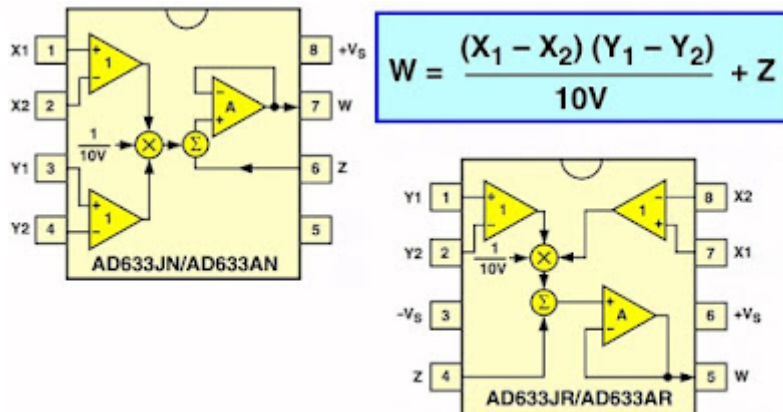 X1 1 + 1 8 +VS
−
X2 2 − A 7 W
+
1/10V × Σ
Y1 3 6 Z
+ 1
Y2 4 − 5
AD633JN/AD633AN
W = (X1 − X2) (Y1 − Y2) / 10V + Z
Y1 1 + 1 − 8 X2
Y2 2 − 1 + 7 X1
1/10V ×
−VS 3 Σ + A − 6 +VS
Z 4 5 W
AD633JR/AD633AR